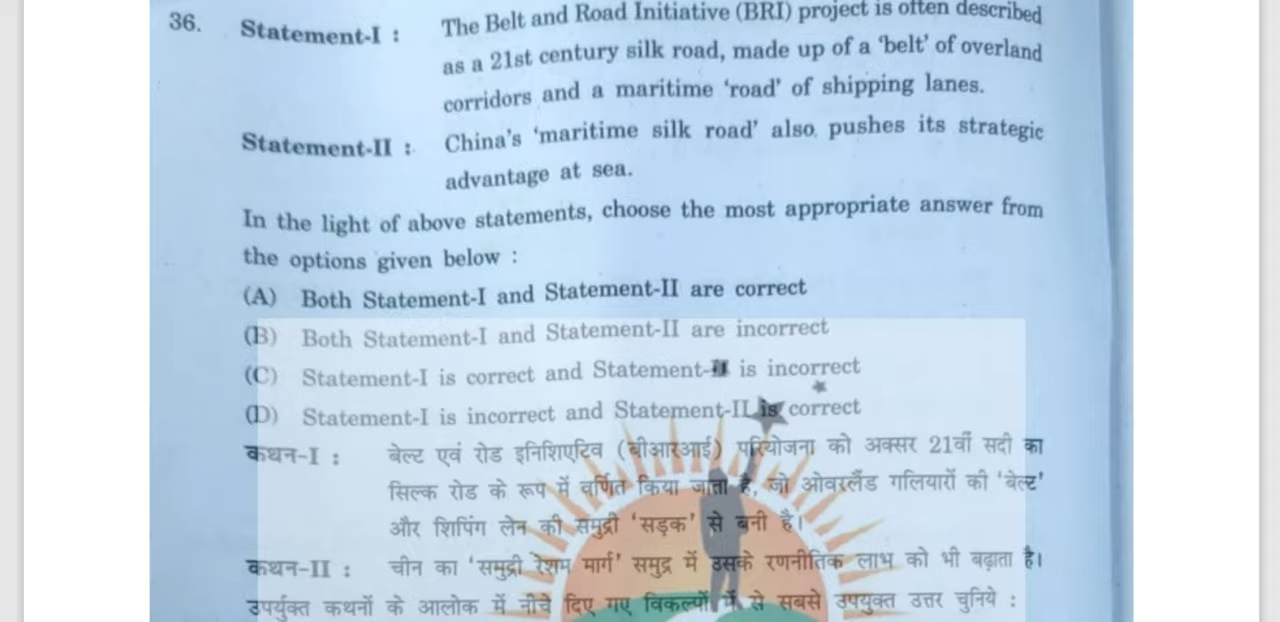 36. Statement-I : The Belt and Road Initiative (BRI) project is often described
as a 21st century silk road, made up of a 'belt' of overland
corridors and a maritime 'road' of shipping lanes.
Statement-II : China's 'maritime silk road' also pushes its strategic
advantage at sea.
In the light of above statements, choose the most appropriate answer from
the options given below :
(A) Both Statement-I and Statement-II are correct
(B) Both Statement-I and Statement-II are incorrect
(C) Statement-I is correct and Statement-II is incorrect
(D) Statement-I is incorrect and Statement-II is correct
कथन-I : बेल्ट एवं रोड इनिशिएटिव (बीआरआई) परियोजना को अक्सर 21वीं सदी का
सिल्क रोड के रूप में वर्णित किया जाता है, जो ओवरलैंड गलियारों की 'बेल्ट'
और शिपिंग लेन की समुद्री 'सड़क' से बनी है।
कथन-II : चीन का 'समुद्री रेशम मार्ग' समुद्र में उसके रणनीतिक लाभ को भी बढ़ाता है।
उपर्युक्त कथनों के आलोक में नीचे दिए गए विकल्पों में से सबसे उपयुक्त उत्तर चुनिये :